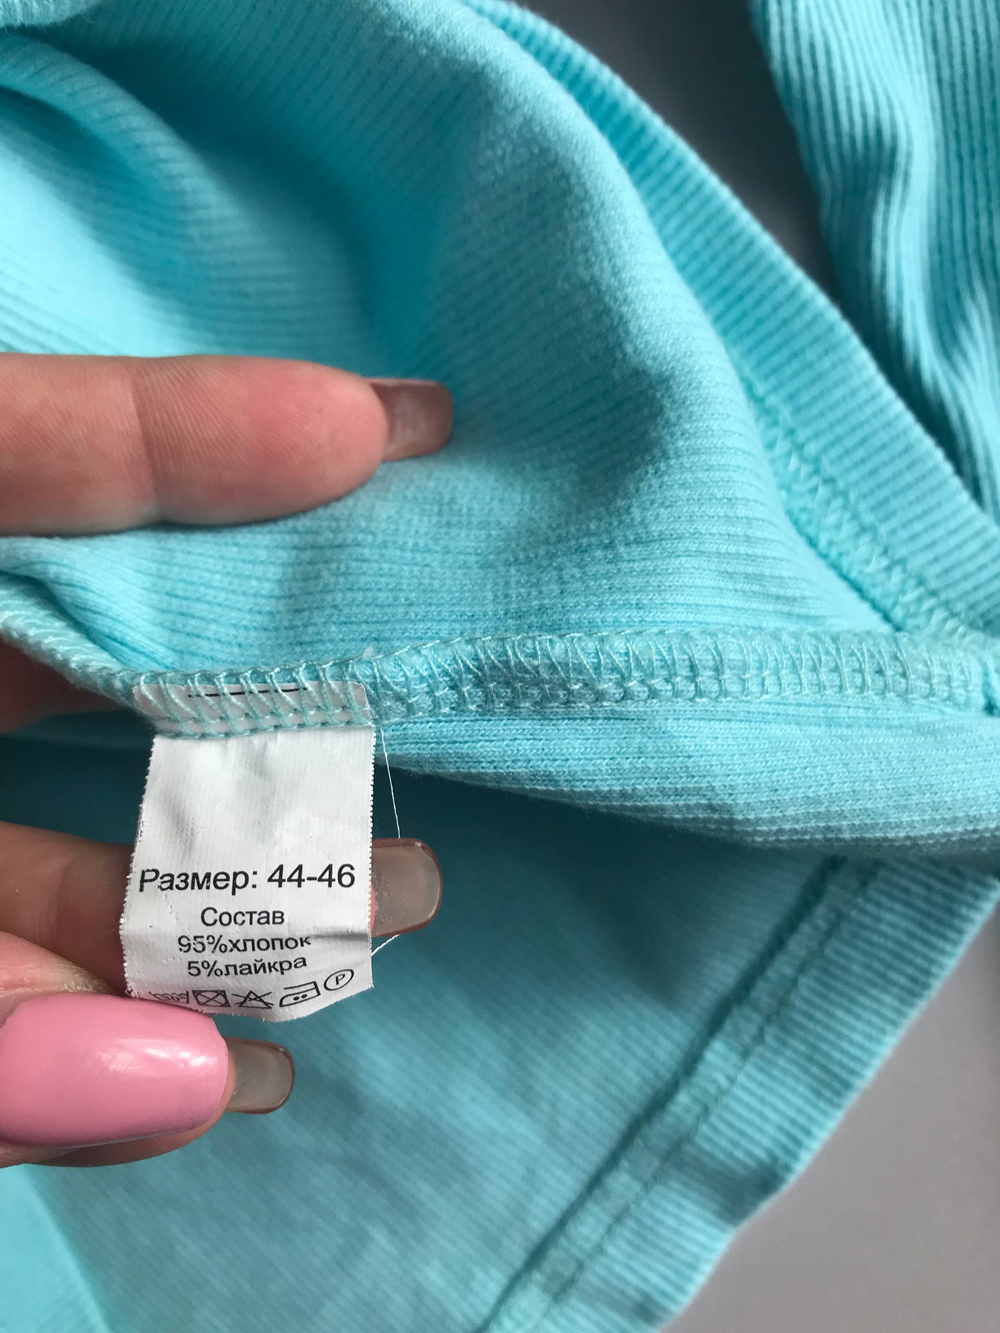 Размер: 44-46
Состав
95%хлопок
5%лайкра
P